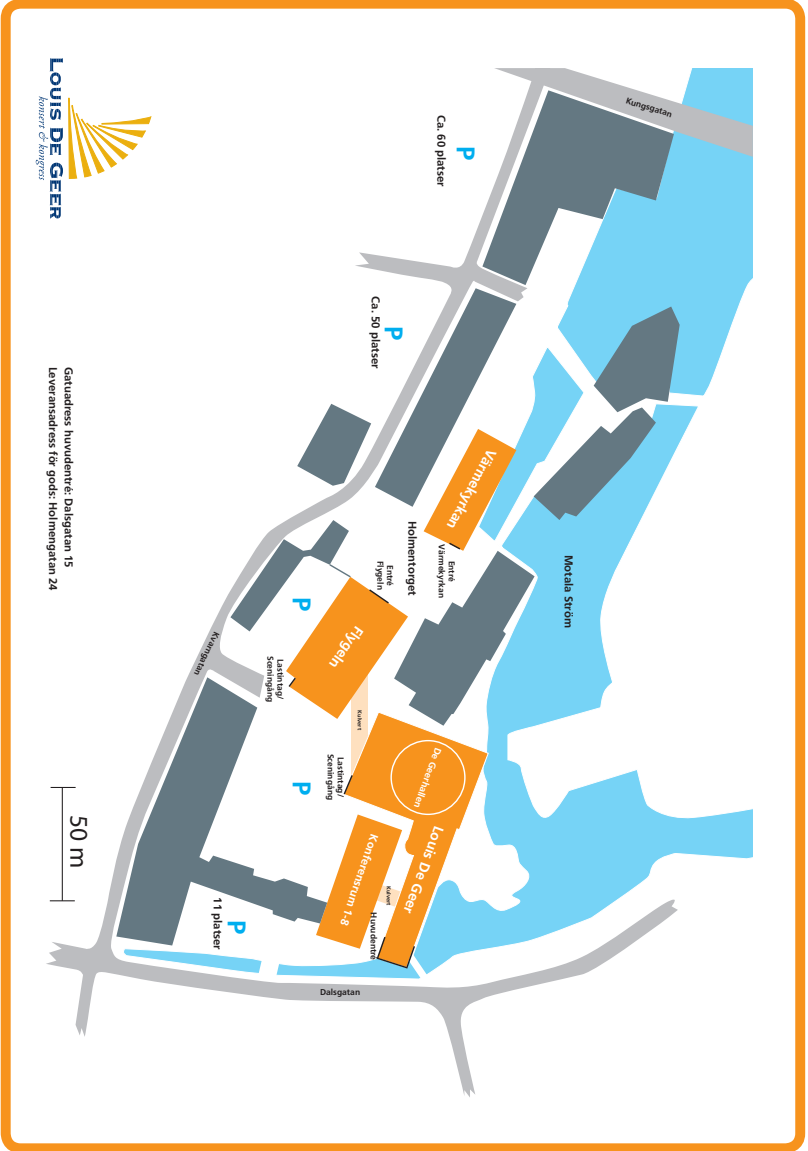 LOUIS DE GEER
konsert & kongress
Kungsgatan
P
Ca. 60 platser
P
Ca. 50 platser
Gatuadress huvudentré: Dalsgatan 15
Leveransadress för gods: Holmengatan 24
Värmekyrkan
Entré
Värmekyrkan
Holmentorget
Entré
Flygeln
Motala Ström
P
Flygeln
Kvarngatan
Lastintag/
Sceningång
Kulvert
De Geerhallen
Lastintag/
Sceningång
P
Louis De Geer
Konferensrum 1-8
Kulvert
Huvudentré
P
11 platser
50 m
Dalsgatan